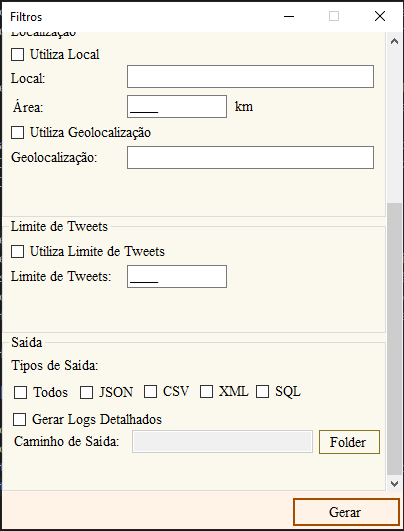 Filtros
Localização
Utiliza Local
Local:
Área: ____ km
Utiliza Geolocalização
Geolocalização:
Limite de Tweets
Utiliza Limite de Tweets
Limite de Tweets: ____
Saida
Tipos de Saida:
Todos JSON CSV XML SQL
Gerar Logs Detalhados
Caminho de Saida: Folder
Gerar